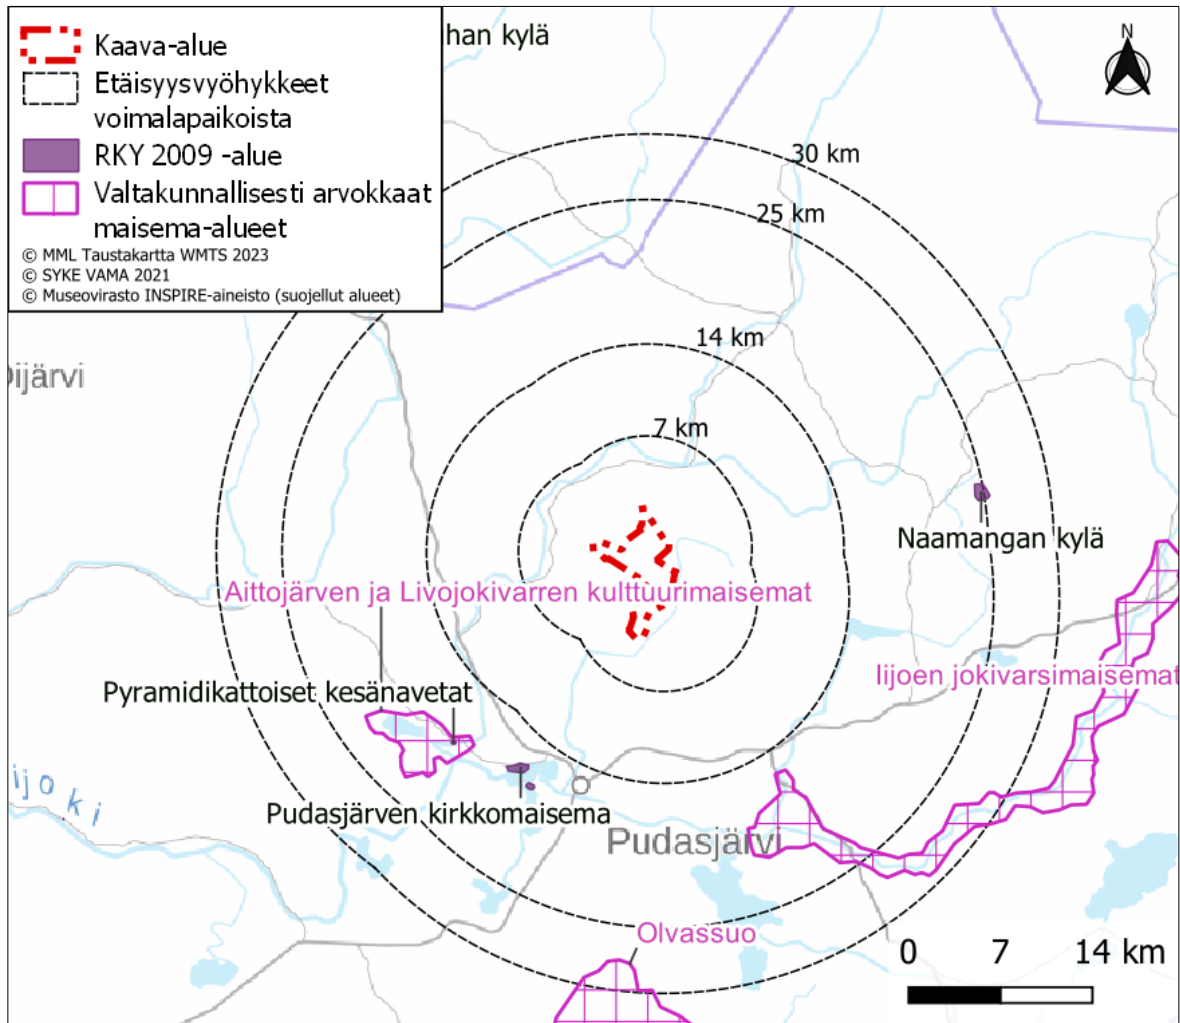 Kaava-alue
Etäisyysvyöhykkeet
voimalapaikoista
RKY 2009 -alue
Valtakunnallisesti arvokkaat
maisema-alueet
© MML Taustakartta WMTS 2023
© SYKE VAMA 2021
© Museovirasto INSPIRE-aineisto (suojellut alueet)
han kylä
N
30 km
25 km
14 km
7 km
ijärvi
Naamangan kylä
Aittojärven ja Livojokivarren kulttuurimaisemat
Iijoen jokivarsimaisemat
Pyramidikattoiset kesänavetat
ijoki
Pudasjärven kirkkomaisema
Pudasjärvi
Olvassuo
0 7 14 km